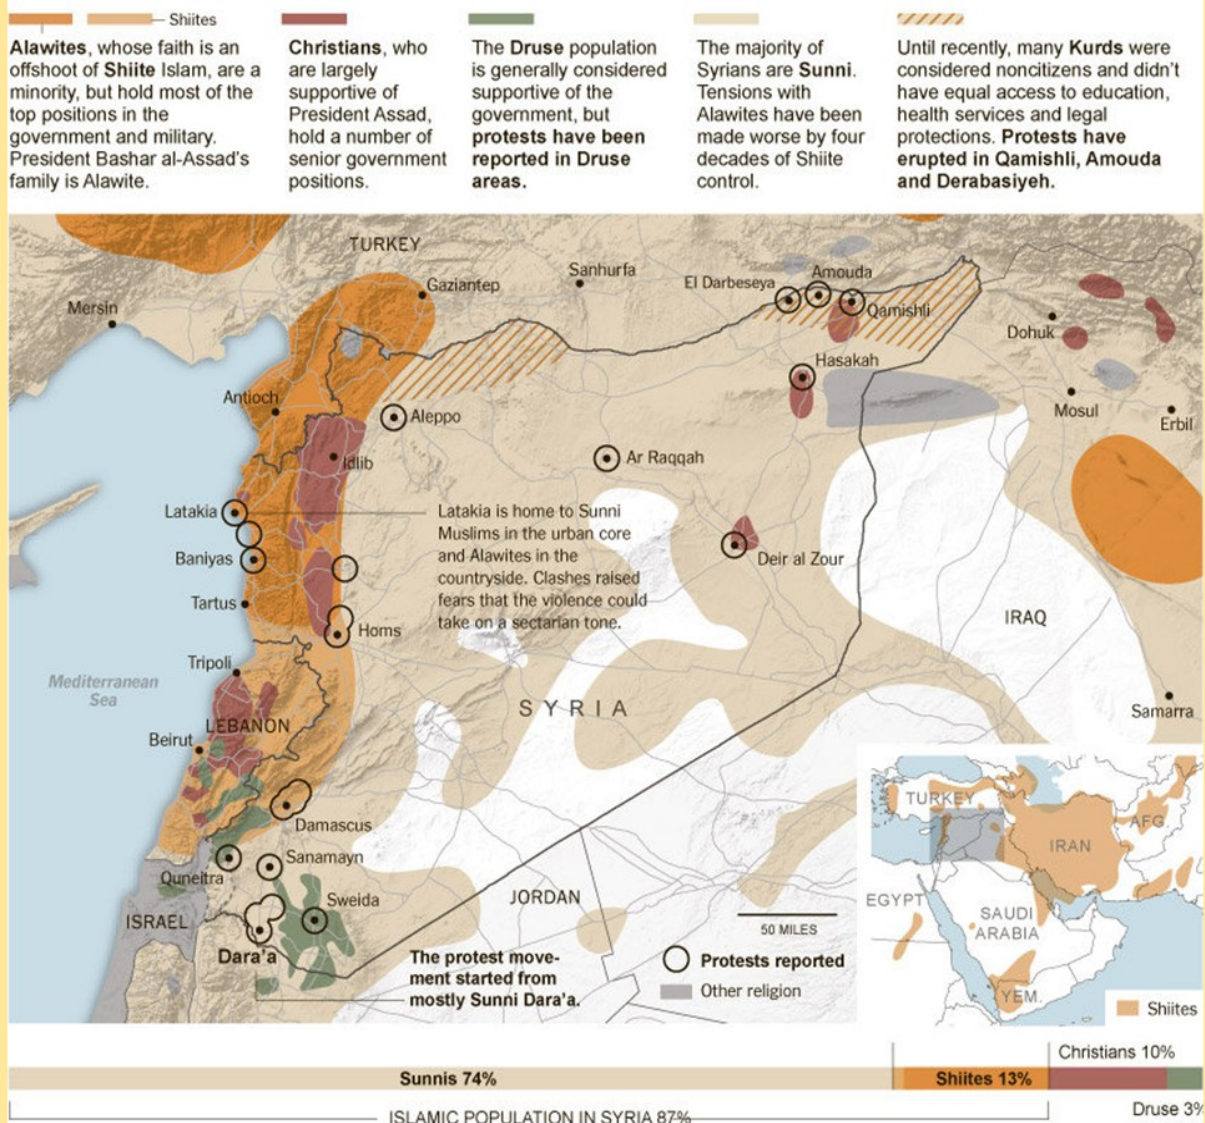 Shiites
Alawites, whose faith is an
offshoot of Shiite Islam, are a
minority, but hold most of the
top positions in the
government and military.
President Bashar al-Assad's
family is Alawite.
Christians, who
are largely
supportive of
President Assad,
hold a number of
senior government
positions.
The Druse population
is generally considered
supportive of the
government, but
protests have been
reported in Druse
areas.
The majority of
Syrians are Sunni.
Tensions with
Alawites have been
made worse by four
decades of Shiite
control.
Until recently, many Kurds were
considered noncitizens and didn't
have equal access to education,
health services and legal
protections. Protests have
erupted in Qamishli, Amouda
and Derabasiyeh.
TURKEY
Sanhurfa
Gaziantep
El Darbeseya
Amouda
Qamishli
Mersin
Dohuk
Hasakah
Antioch
Aleppo
Mosul
Erbil
Idlib
Ar Raqqah
Latakia
Latakia is home to Sunni
Muslims in the urban core
and Alawites in the
countryside. Clashes raised
fears that the violence could
take on a sectarian tone.
Baniyas
Deir al Zour
Tartus
Homs
IRAQ
Tripoli
Mediterranean
Sea
SYRIA
Samarra
LEBANON
Beirut
Damascus
Sanamayn
Quneitra
Sweida
ISRAEL
JORDAN
Dara'a
The protest move-
ment started from
mostly Sunni Dara'a.
50 MILES
Protests reported
Other religion
TURKEY
AFG.
IRAN
EGYPT
SAUDI
ARABIA
YEM.
Shiites
Christians 10%
Sunnis 74%
Shiites 13%
Druse 3%
ISLAMIC POPULATION IN SYRIA 87%